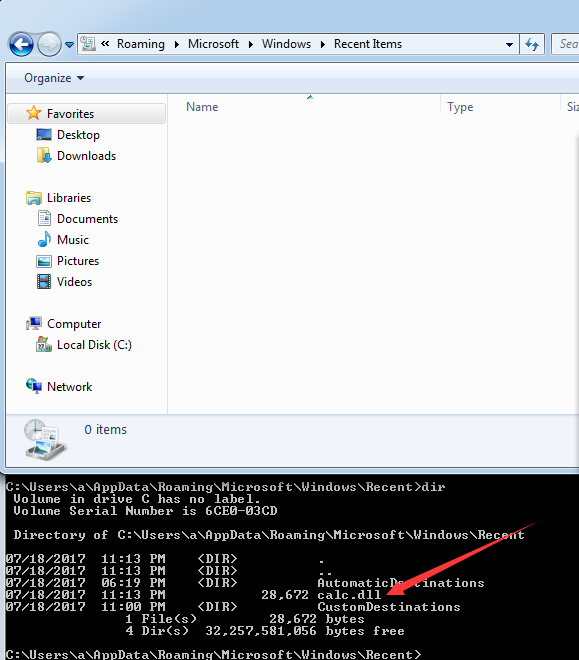 « Roaming ▸ Microsoft ▸ Windows ▸ Recent Items Sea
Organize
Name Type Siz
Favorites
Desktop
Downloads
Libraries
Documents
Music
Pictures
Videos
Computer
Local Disk (C:)
Network
0 items
C:\Users\a\AppData\Roaming\Microsoft\Windows\Recent>dir
Volume in drive C has no label.
Volume Serial Number is 6CE0-03CD
Directory of C:\Users\a\AppData\Roaming\Microsoft\Windows\Recent
07/18/2017 11:13 PM <DIR> .
07/18/2017 11:13 PM <DIR> ..
07/18/2017 06:19 PM <DIR> AutomaticDestinations
07/18/2017 11:13 PM 28,672 calc.dll
07/18/2017 11:00 PM <DIR> CustomDestinations
1 File(s) 28,672 bytes
4 Dir(s) 32,257,581,056 bytes free
C:\Users\a\AppData\Roaming\Microsoft\Windows\Recent>